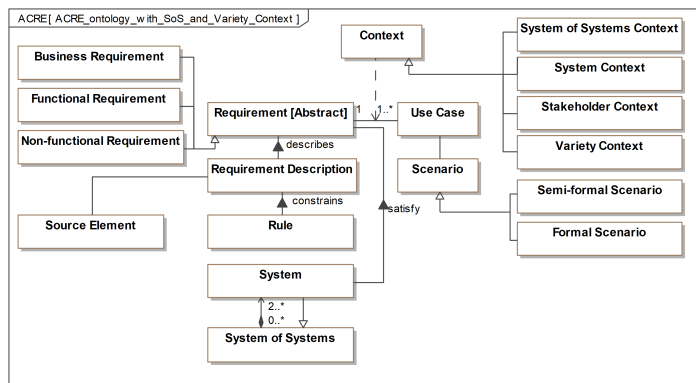 ACRE[ ACRE_ontology_with_SoS_and_Variety_Context ]
Context
System of Systems Context
Business Requirement
System Context
Functional Requirement
Requirement [Abstract]
1
1..*
Use Case
Stakeholder Context
Non-functional Requirement
describes
Variety Context
Requirement Description
Scenario
Semi-formal Scenario
constrains
satisfy
Source Element
Rule
Formal Scenario
System
2..*
0..*
System of Systems